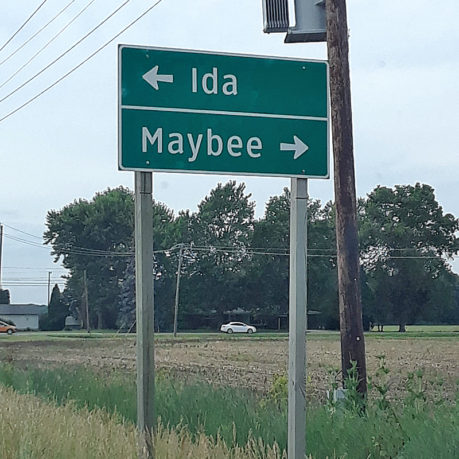 ← Ida
Maybee →